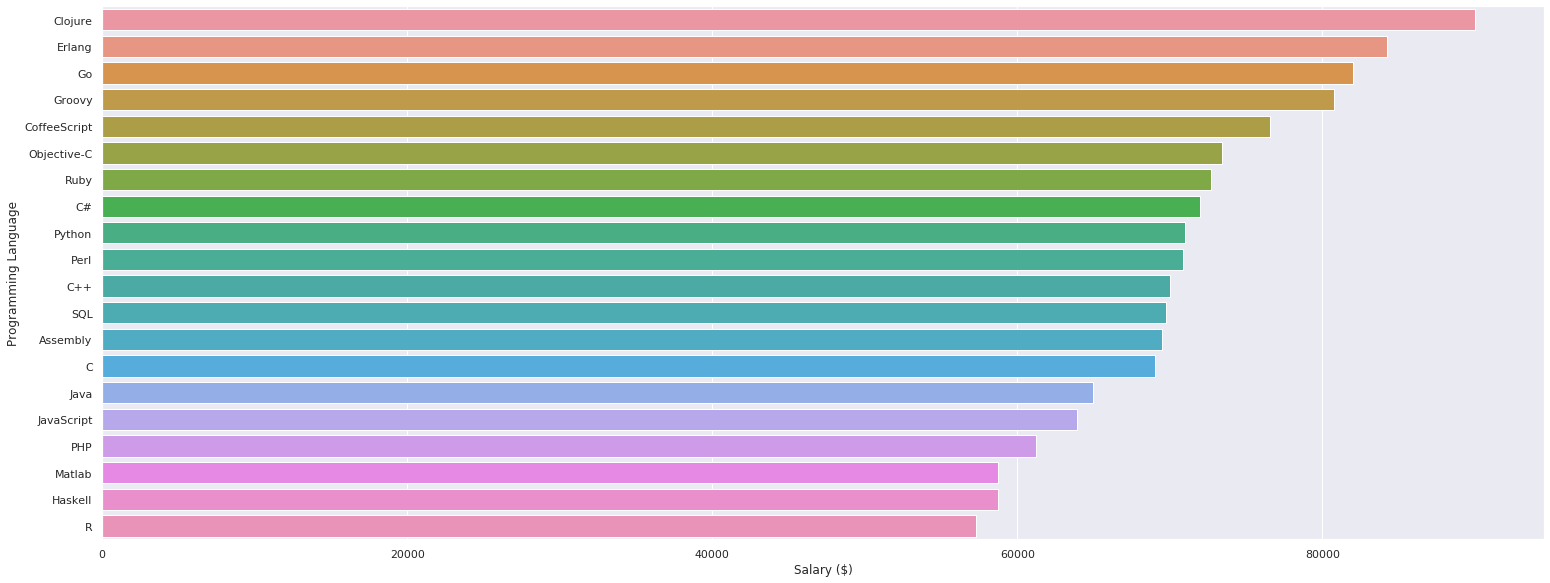 Clojure
Erlang
Go
Groovy
CoffeeScript
Objective-C
Ruby
C#
Python
Perl
C++
SQL
Assembly
C
Java
JavaScript
PHP
Matlab
Haskell
R
Programming Language
0 20000 40000 60000 80000
Salary ($)